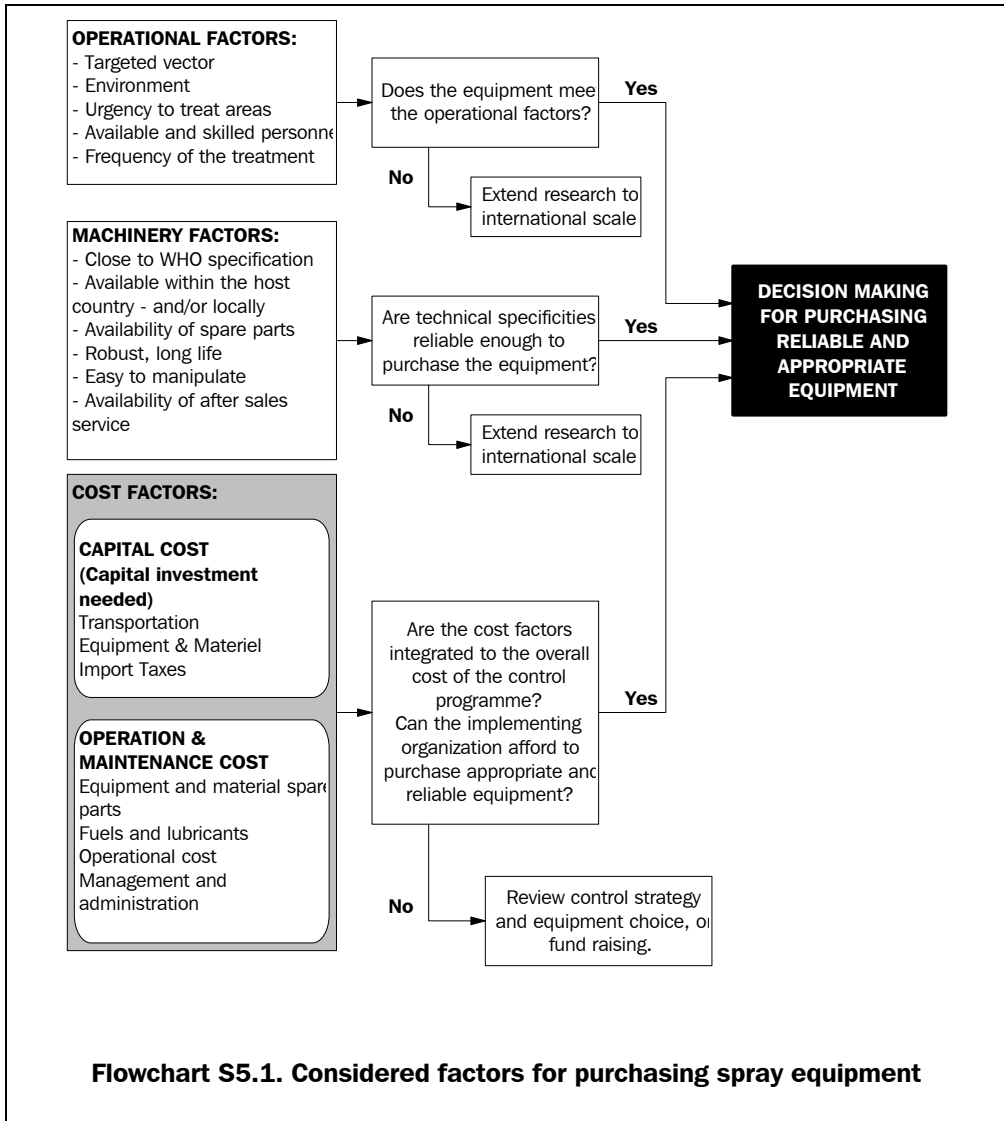 OPERATIONAL FACTORS:
- Targeted vector
- Environment
- Urgency to treat areas
- Available and skilled personne
- Frequency of the treatment
Does the equipment mee
the operational factors?
Yes
No
Extend research to
international scale
MACHINERY FACTORS:
- Close to WHO specification
- Available within the host
country - and/or locally
- Availability of spare parts
- Robust, long life
- Easy to manipulate
- Availability of after sales
service
Are technical specificities
reliable enough to
purchase the equipment?
Yes
No
Extend research to
international scale
DECISION MAKING
FOR PURCHASING
RELIABLE AND
APPROPRIATE
EQUIPMENT
COST FACTORS:
CAPITAL COST
(Capital investment
needed)
Transportation
Equipment & Materiel
Import Taxes
OPERATION &
MAINTENANCE COST
Equipment and material spare
parts
Fuels and lubricants
Operational cost
Management and
administration
Are the cost factors
integrated to the overall
cost of the control
programme?
Can the implementing
organization afford to
purchase appropriate and
reliable equipment?
Yes
No
Review control strategy
and equipment choice, or
fund raising.
Flowchart S5.1. Considered factors for purchasing spray equipment